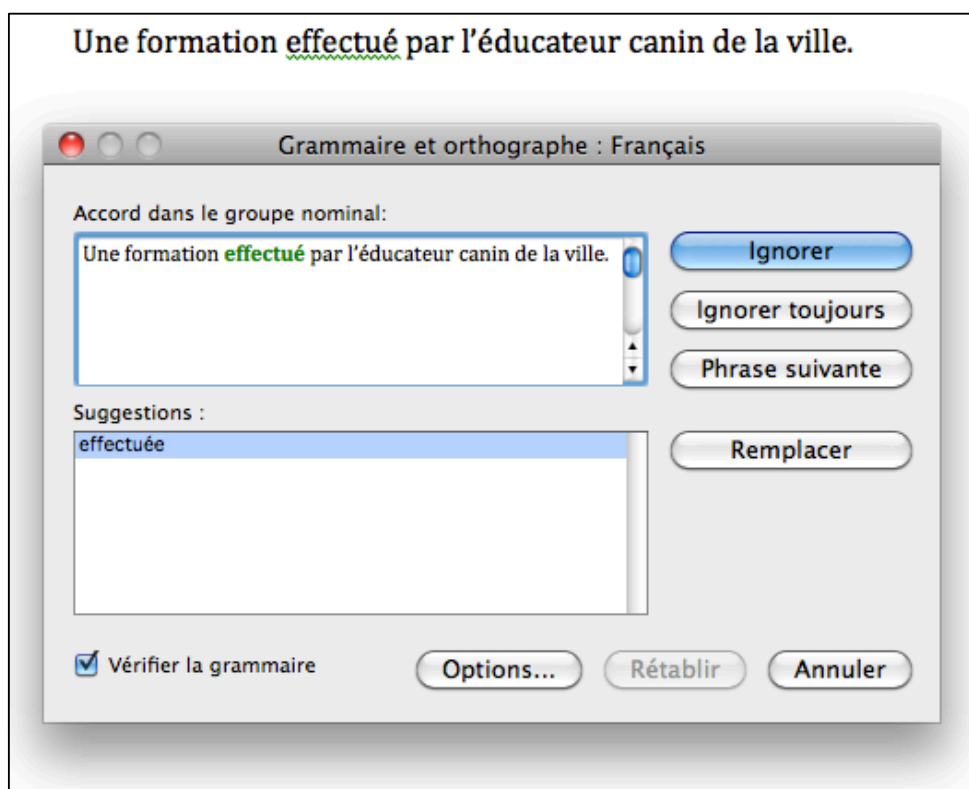 Une formation effectué par l’éducateur canin de la ville.
Grammaire et orthographe : Français
Accord dans le groupe nominal:
Une formation effectué par l’éducateur canin de la ville.
Ignorer
Ignorer toujours
Phrase suivante
Suggestions :
effectuée
Remplacer
Vérifier la grammaire
Options...
Rétablir
Annuler